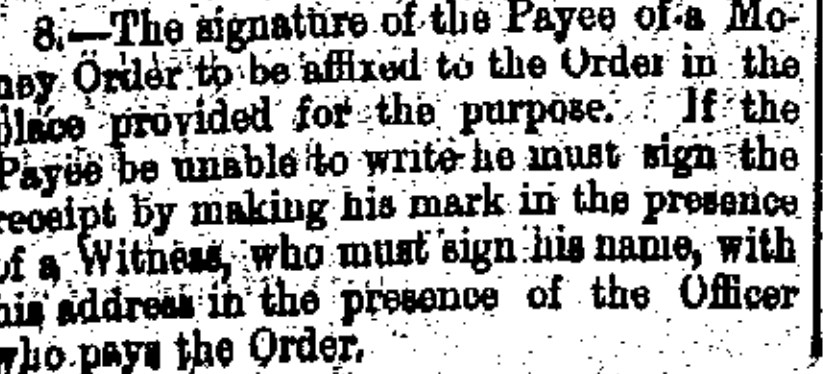 8.—The signature of the Payee of a Mo-
ney Order to be affixed to the Order in the
place provided for the purpose. If the
Payee be unable to write he must sign the
receipt by making his mark in the presence
of a Witness, who must sign his name, with
his address in the presence of the Officer
who pays the Order.